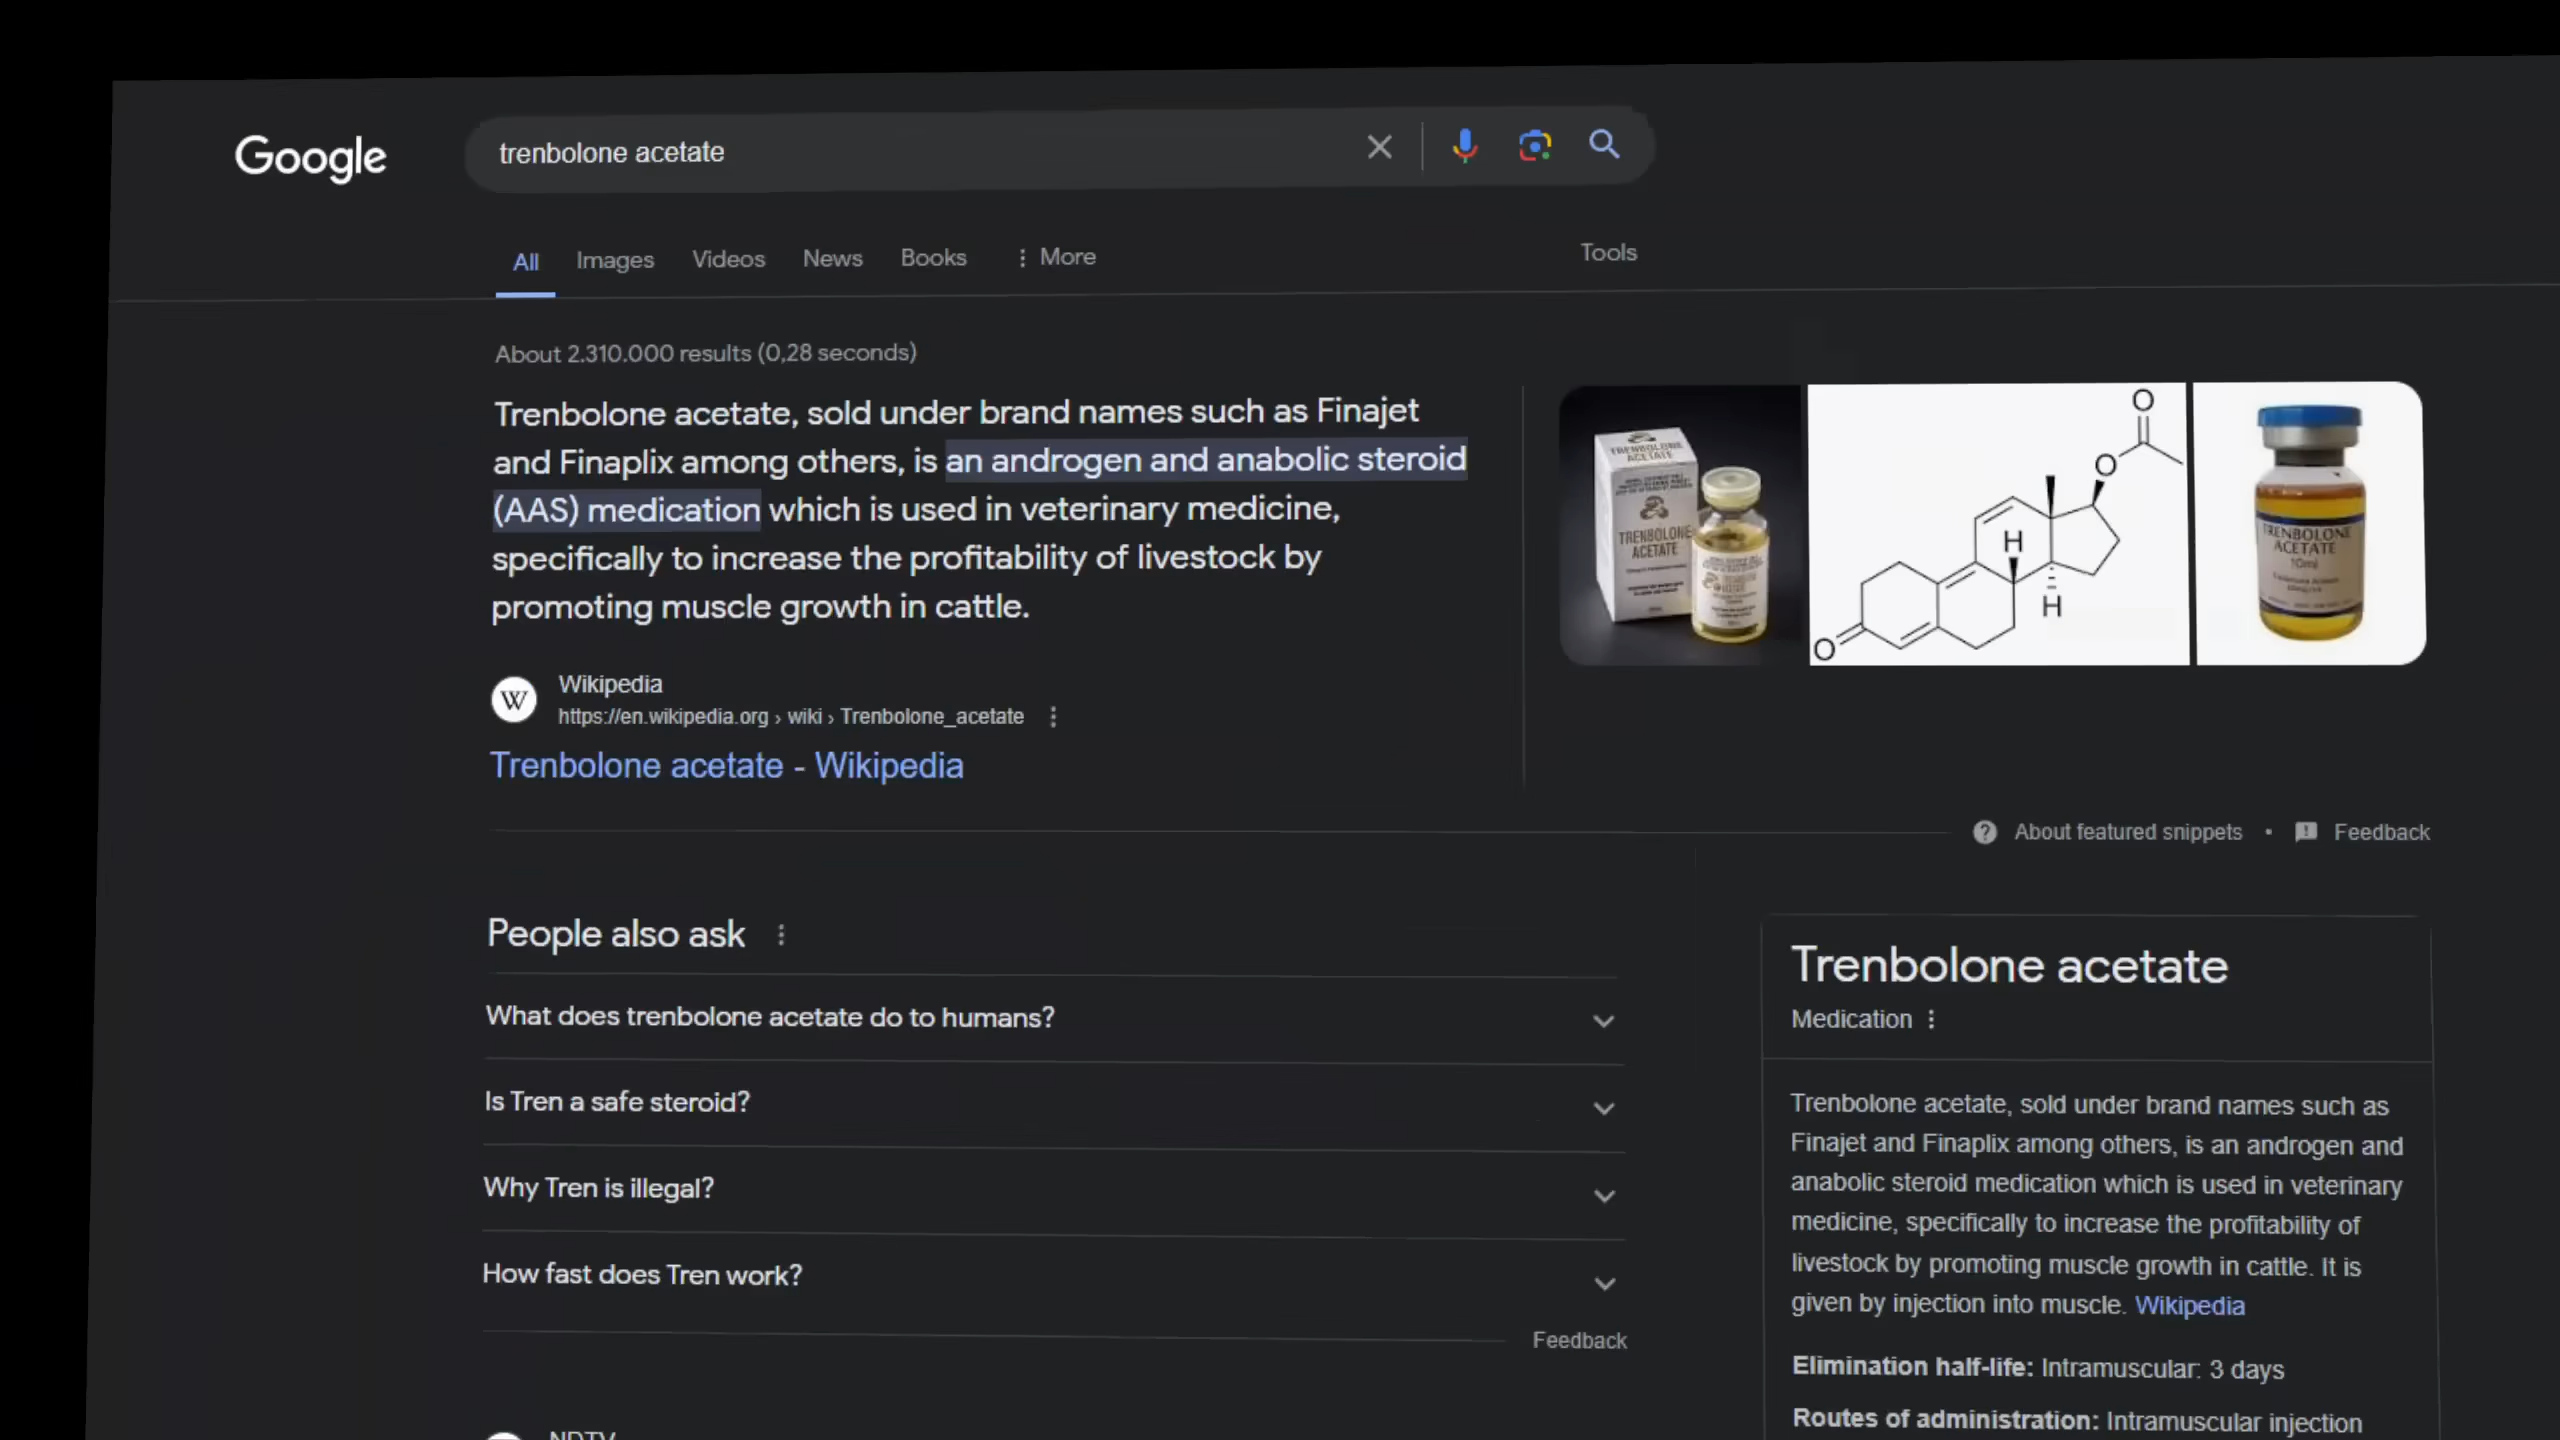 Google
trenbolone acetate
All
Images
Videos
News
Books
More
Tools
About 2.310.000 results (0,28 seconds)
Trenbolone acetate, sold under brand names such as Finajet
and Finaplix among others, is an androgen and anabolic steroid
(AAS) medication which is used in veterinary medicine,
specifically to increase the profitability of livestock by
promoting muscle growth in cattle.
TRENBOLONE
ACETATE
TRENBOLONE
ACETATE
O
O
H
H
O
TRENBOLONE
ACETATE
10ml
W
Wikipedia
https://en.wikipedia.org › wiki › Trenbolone_acetate
Trenbolone acetate - Wikipedia
About featured snippets • Feedback
People also ask
What does trenbolone acetate do to humans?
Is Tren a safe steroid?
Why Tren is illegal?
How fast does Tren work?
Feedback
NDTV
Trenbolone acetate
Medication
Trenbolone acetate, sold under brand names such as
Finajet and Finaplix among others, is an androgen and
anabolic steroid medication which is used in veterinary
medicine, specifically to increase the profitability of
livestock by promoting muscle growth in cattle. It is
given by injection into muscle. Wikipedia
Elimination half-life: Intramuscular: 3 days
Routes of administration: Intramuscular injection